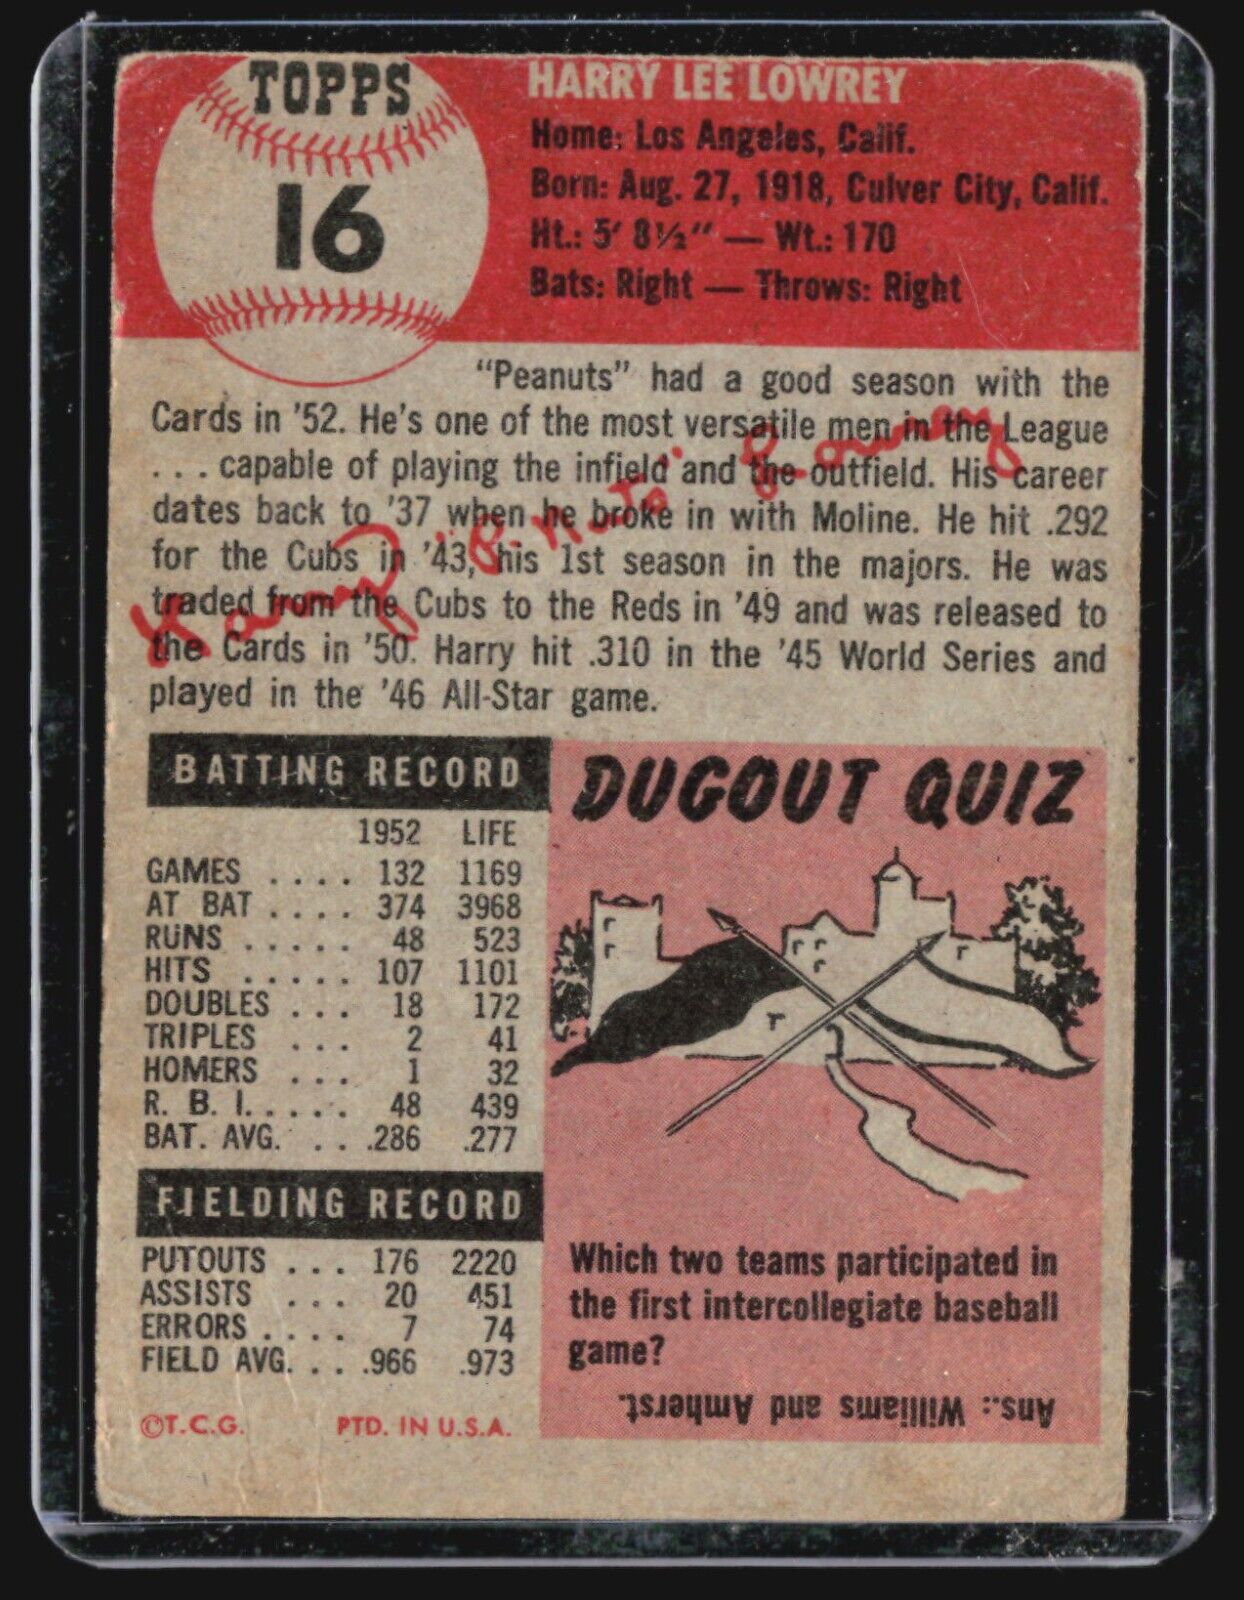 TOPPS
16
HARRY LEE LOWREY
Home: Los Angeles, Calif.
Born: Aug. 27, 1918, Culver City, Calif.
Ht.: 5' 8½" — Wt.: 170
Bats: Right — Throws: Right
"Peanuts" had a good season with the
Cards in '52. He's one of the most versatile men in the League
. . . capable of playing the infield and the outfield. His career
dates back to '37 when he broke in with Moline. He hit .292
for the Cubs in '43, his 1st season in the majors. He was
traded from the Cubs to the Reds in '49 and was released to
the Cards in '50. Harry hit .310 in the '45 World Series and
played in the '46 All-Star game.
Harry "P. Nuts" Lowrey
BATTING RECORD
1952 LIFE
GAMES . . . . 132 1169
AT BAT . . . . 374 3968
RUNS . . . . . 48 523
HITS . . . . . 107 1101
DOUBLES . . . 18 172
TRIPLES . . . 2 41
HOMERS . . . 1 32
R. B. I. . . . . 48 439
BAT. AVG. . . . .286 .277
FIELDING RECORD
PUTOUTS . . . 176 2220
ASSISTS . . . 20 451
ERRORS . . . . 7 74
FIELD AVG. . . . .966 .973
©T.C.G. PTD. IN U.S.A.
DUGOUT QUIZ
Which two teams participated in
the first intercollegiate baseball
game?
Ans.: Williams and Amherst.